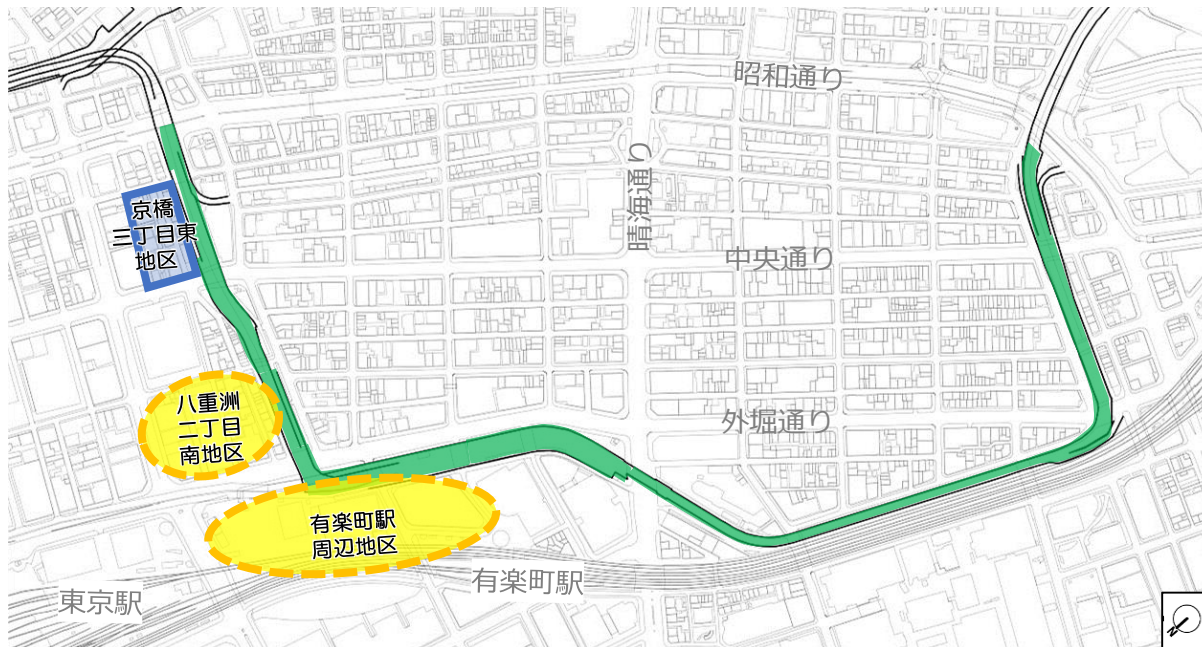 昭和通り
晴海通り
京橋
三丁目東
地区
中央通り
八重洲
二丁目
南地区
外堀通り
有楽町駅
周辺地区
有楽町駅
東京駅